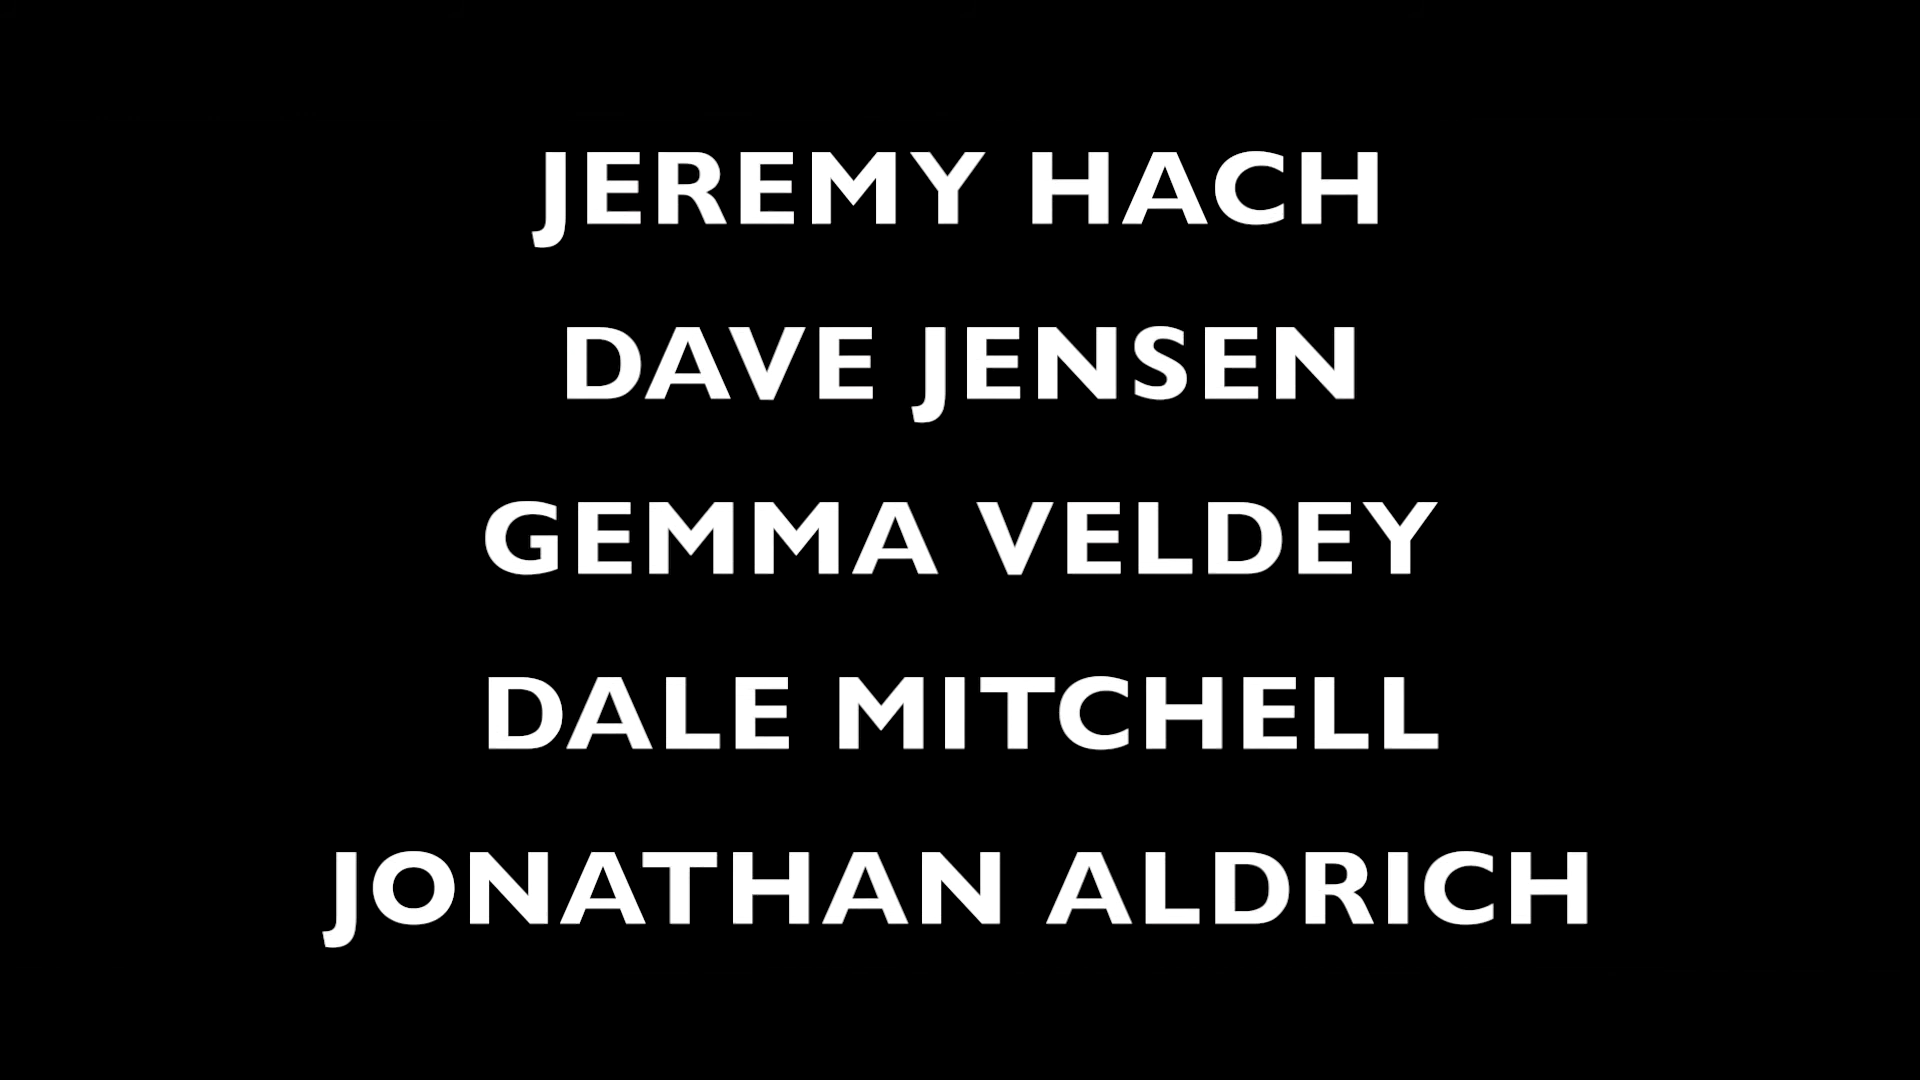 JEREMY HACH
DAVE JENSEN
GEMMA VELDEY
DALE MITCHELL
JONATHAN ALDRICH